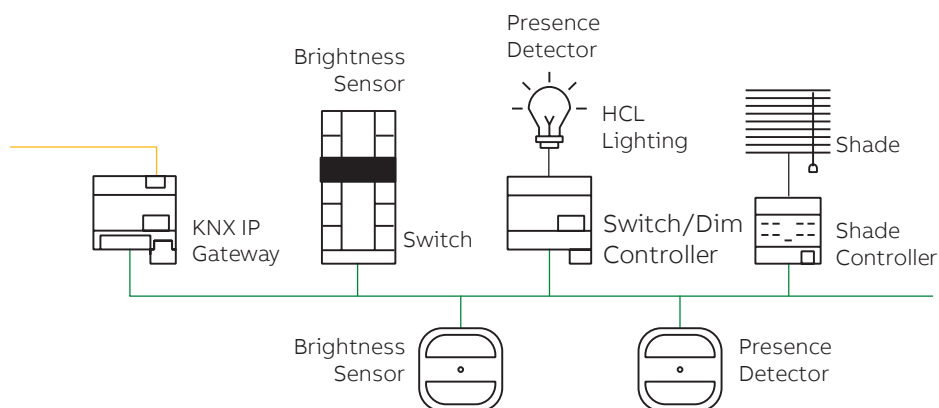 Presence
Detector
Brightness
Sensor
HCL
Lighting
Shade
KNX IP
Gateway
Switch
Switch/Dim
Controller
Shade
Controller
Brightness
Sensor
Presence
Detector